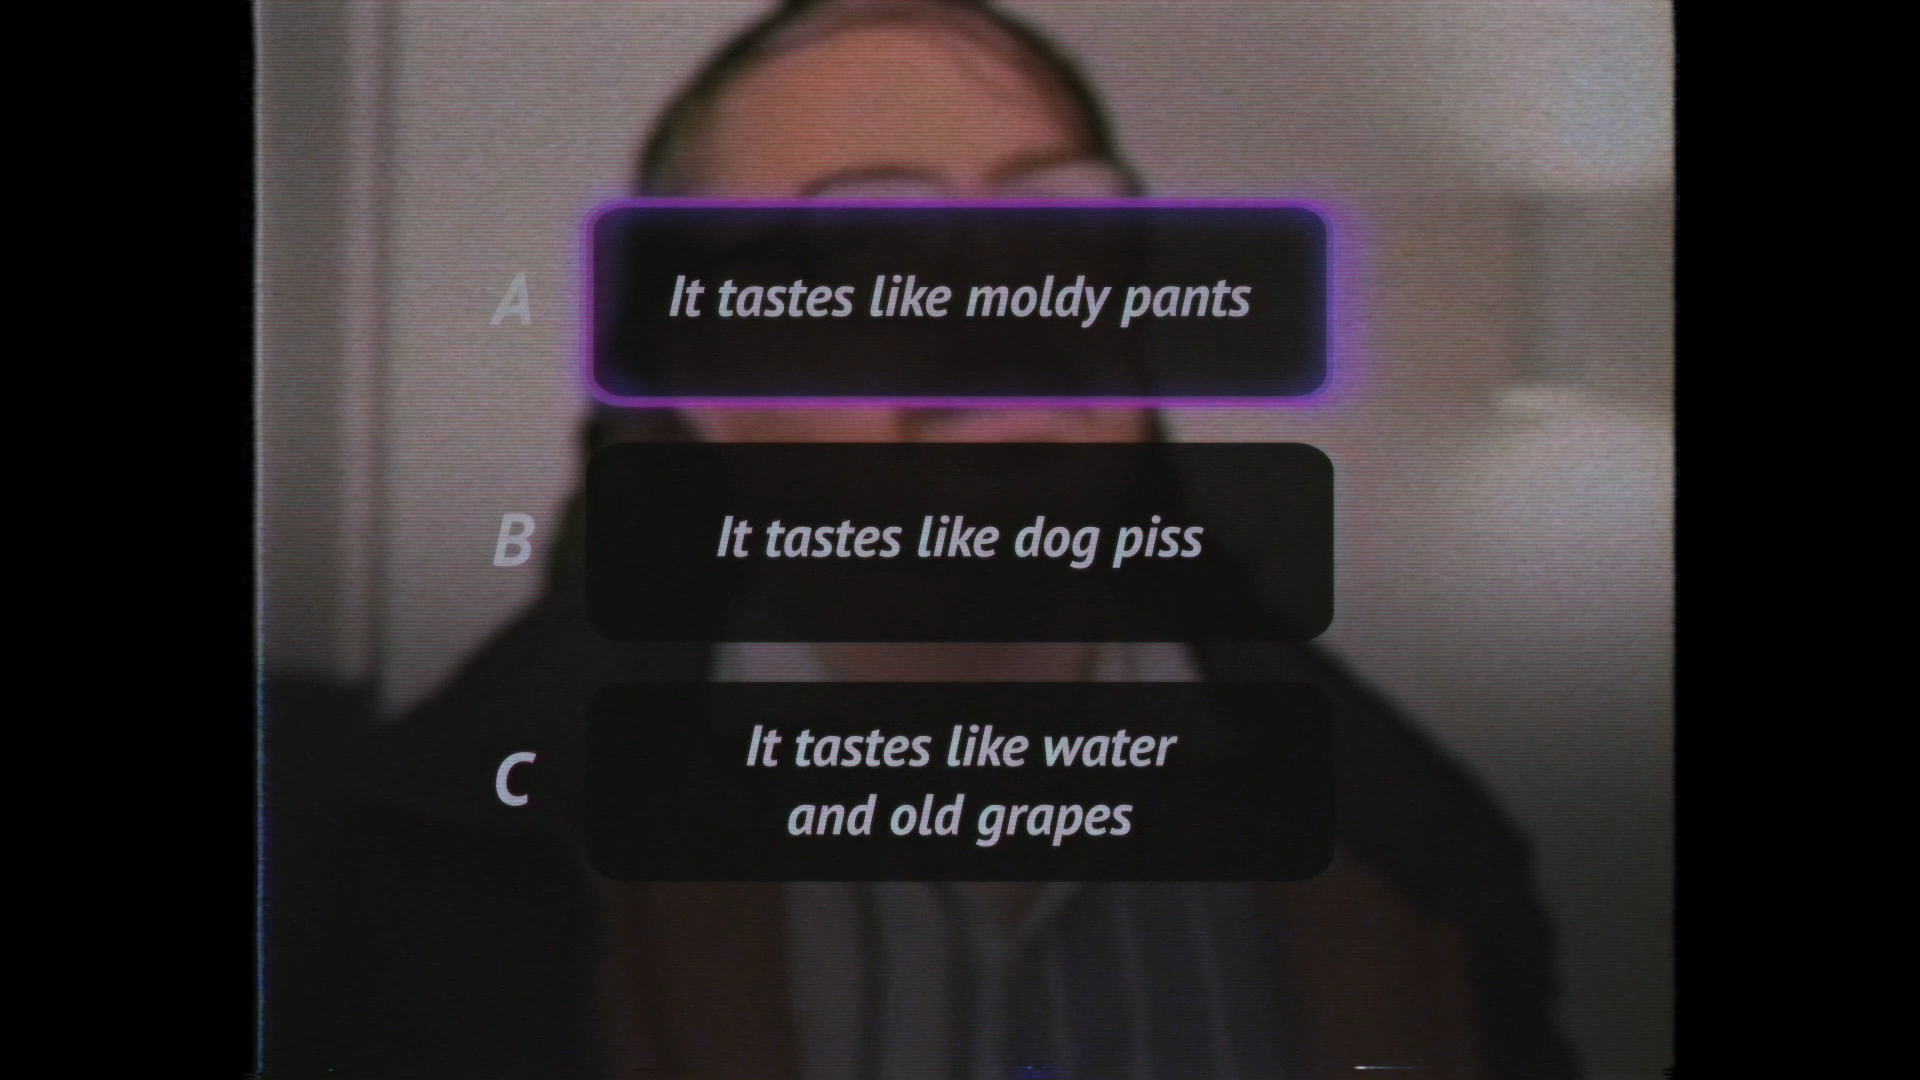 A
It tastes like moldy pants
B
It tastes like dog piss
C
It tastes like water
and old grapes